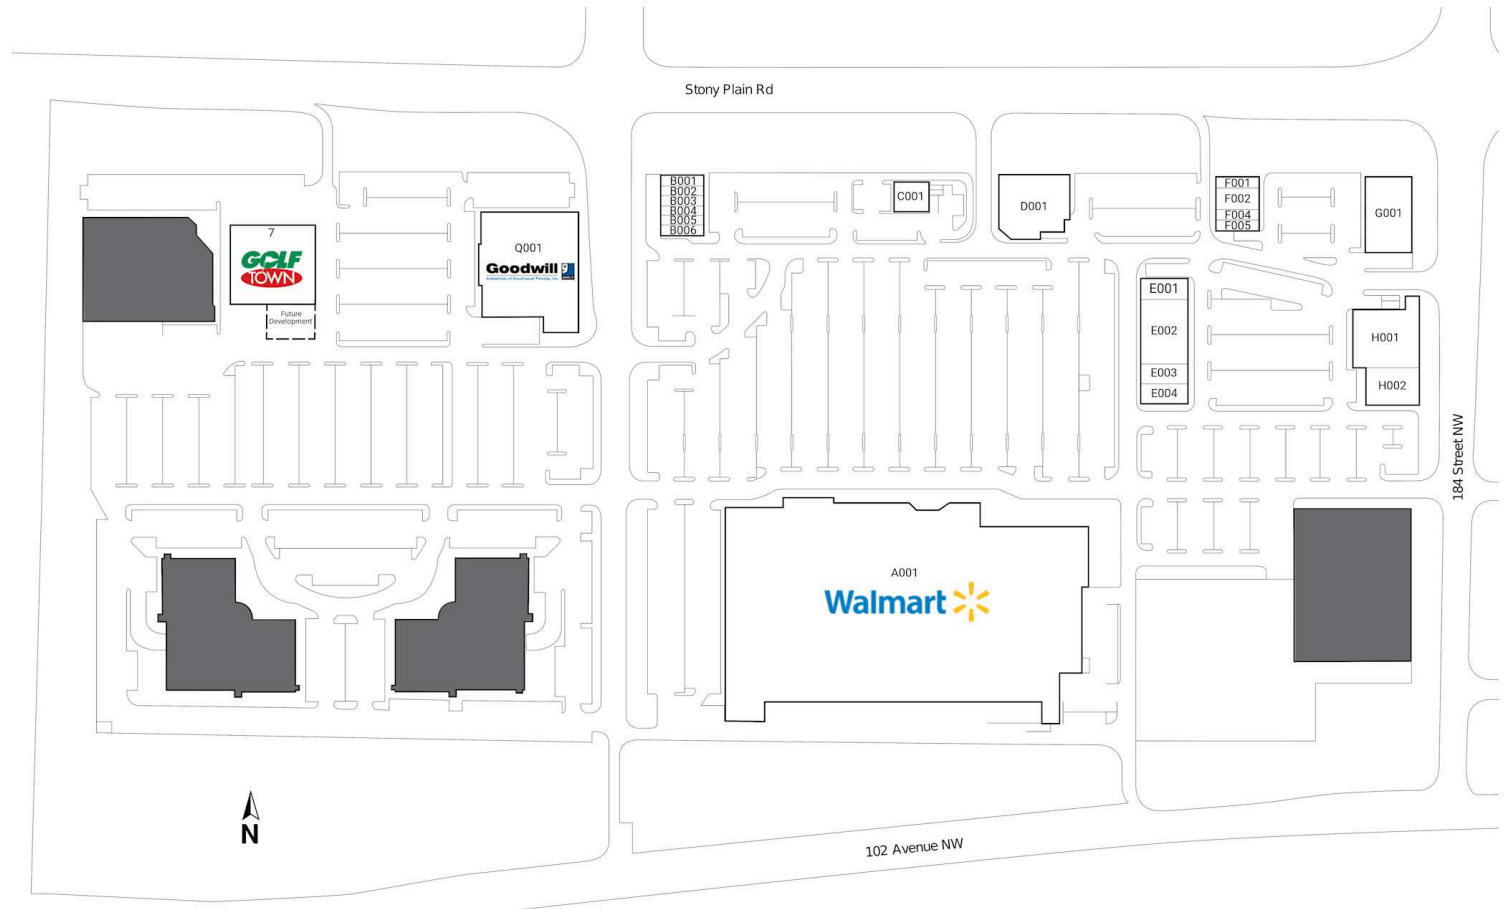 Stony Plain Rd
B001
B002
B003
B004
B005
B006
C001
D001
F001
F002
F004
F005
G001
7
GOLF
TOWN
Future
Development
Q001
Goodwill
E001
E002
E003
E004
H001
H002
184 Street NW
A001
Walmart
N
102 Avenue NW